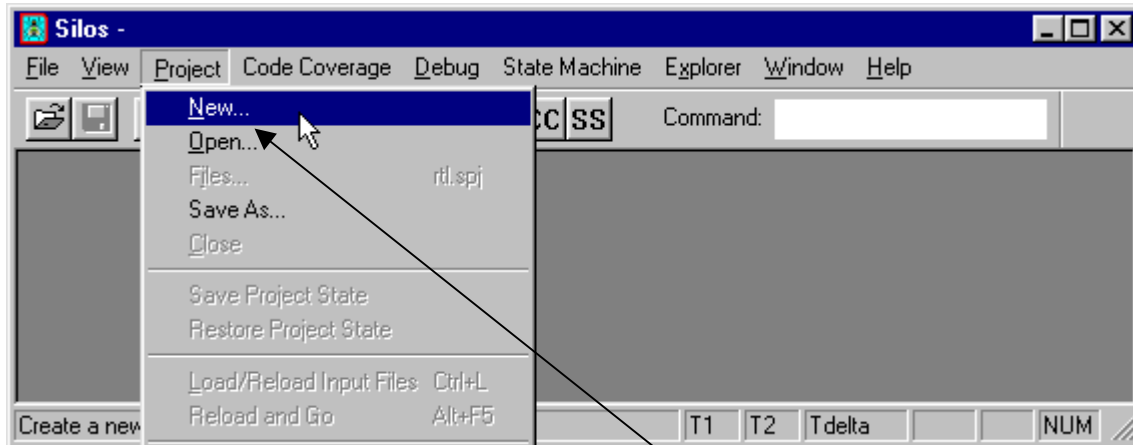 Silos -
File View Project Code Coverage Debug State Machine Explorer Window Help
New...
CC SS Command:
Open...
Files... rtl.spj
Save As...
Close
Save Project State
Restore Project State
Load/Reload Input Files Ctrl+L
Reload and Go Alt+F5
Create a new T1 T2 Tdelta NUM